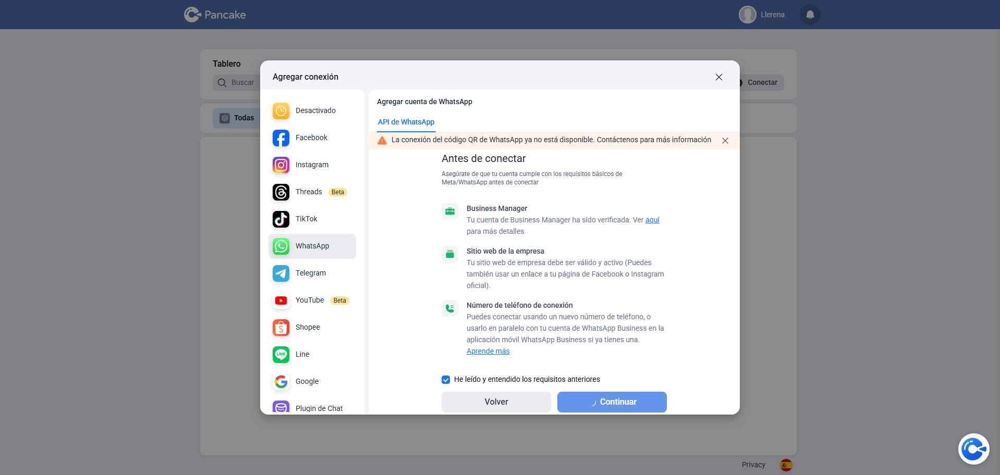 Pancake
Llerena
Tablero
Buscar
Conectar
Todas
Agregar conexión
Desactivado
Facebook
Instagram
Threads Beta
TikTok
WhatsApp
Telegram
YouTube Beta
Shopee
LINE
Line
Google
Plugin de Chat
Agregar cuenta de WhatsApp
API de WhatsApp
La conexión del código QR de WhatsApp ya no está disponible. Contáctenos para más información
Antes de conectar
Asegúrate de que tu cuenta cumple con los requisitos básicos de
Meta/WhatsApp antes de conectar
Business Manager
Tu cuenta de Business Manager ha sido verificada. Ver aquí
para más detalles
Sitio web de la empresa
Tu sitio web de empresa debe ser válido y activo (Puedes
también usar un enlace a tu página de Facebook o Instagram
oficial).
Número de teléfono de conexión
Puedes conectar usando un nuevo número de teléfono, o
usarlo en paralelo con tu cuenta de WhatsApp Business en la
aplicación móvil WhatsApp Business si ya tienes una.
Aprende más
He leído y entendido los requisitos anteriores
Volver
Continuar
Privacy